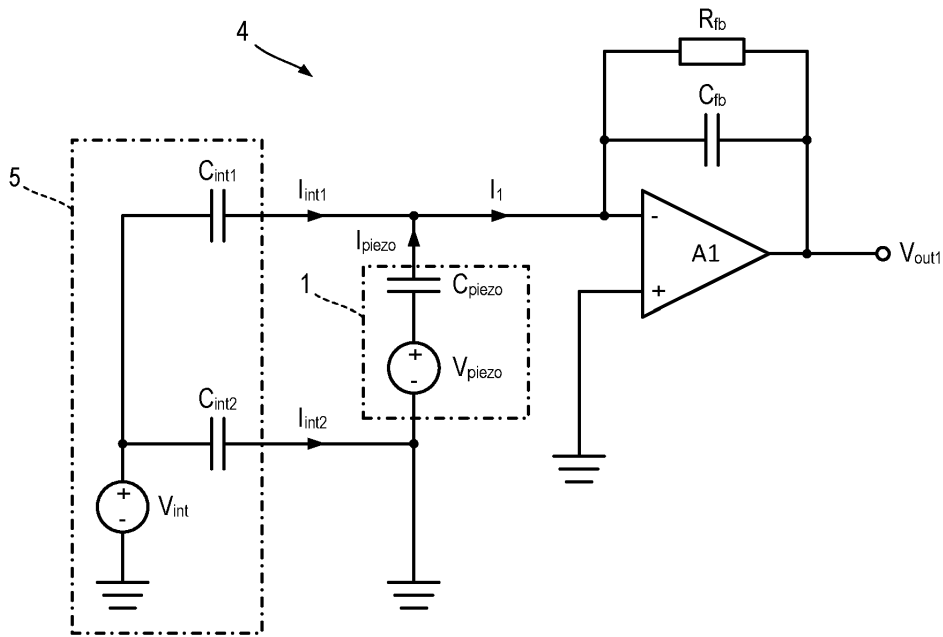 4
R_fb
C_fb
5
C_int1
I_int1
I_1
-
A1
+
V_out1
I_piezo
1
C_piezo
+
-
V_piezo
C_int2
I_int2
+
-
V_int